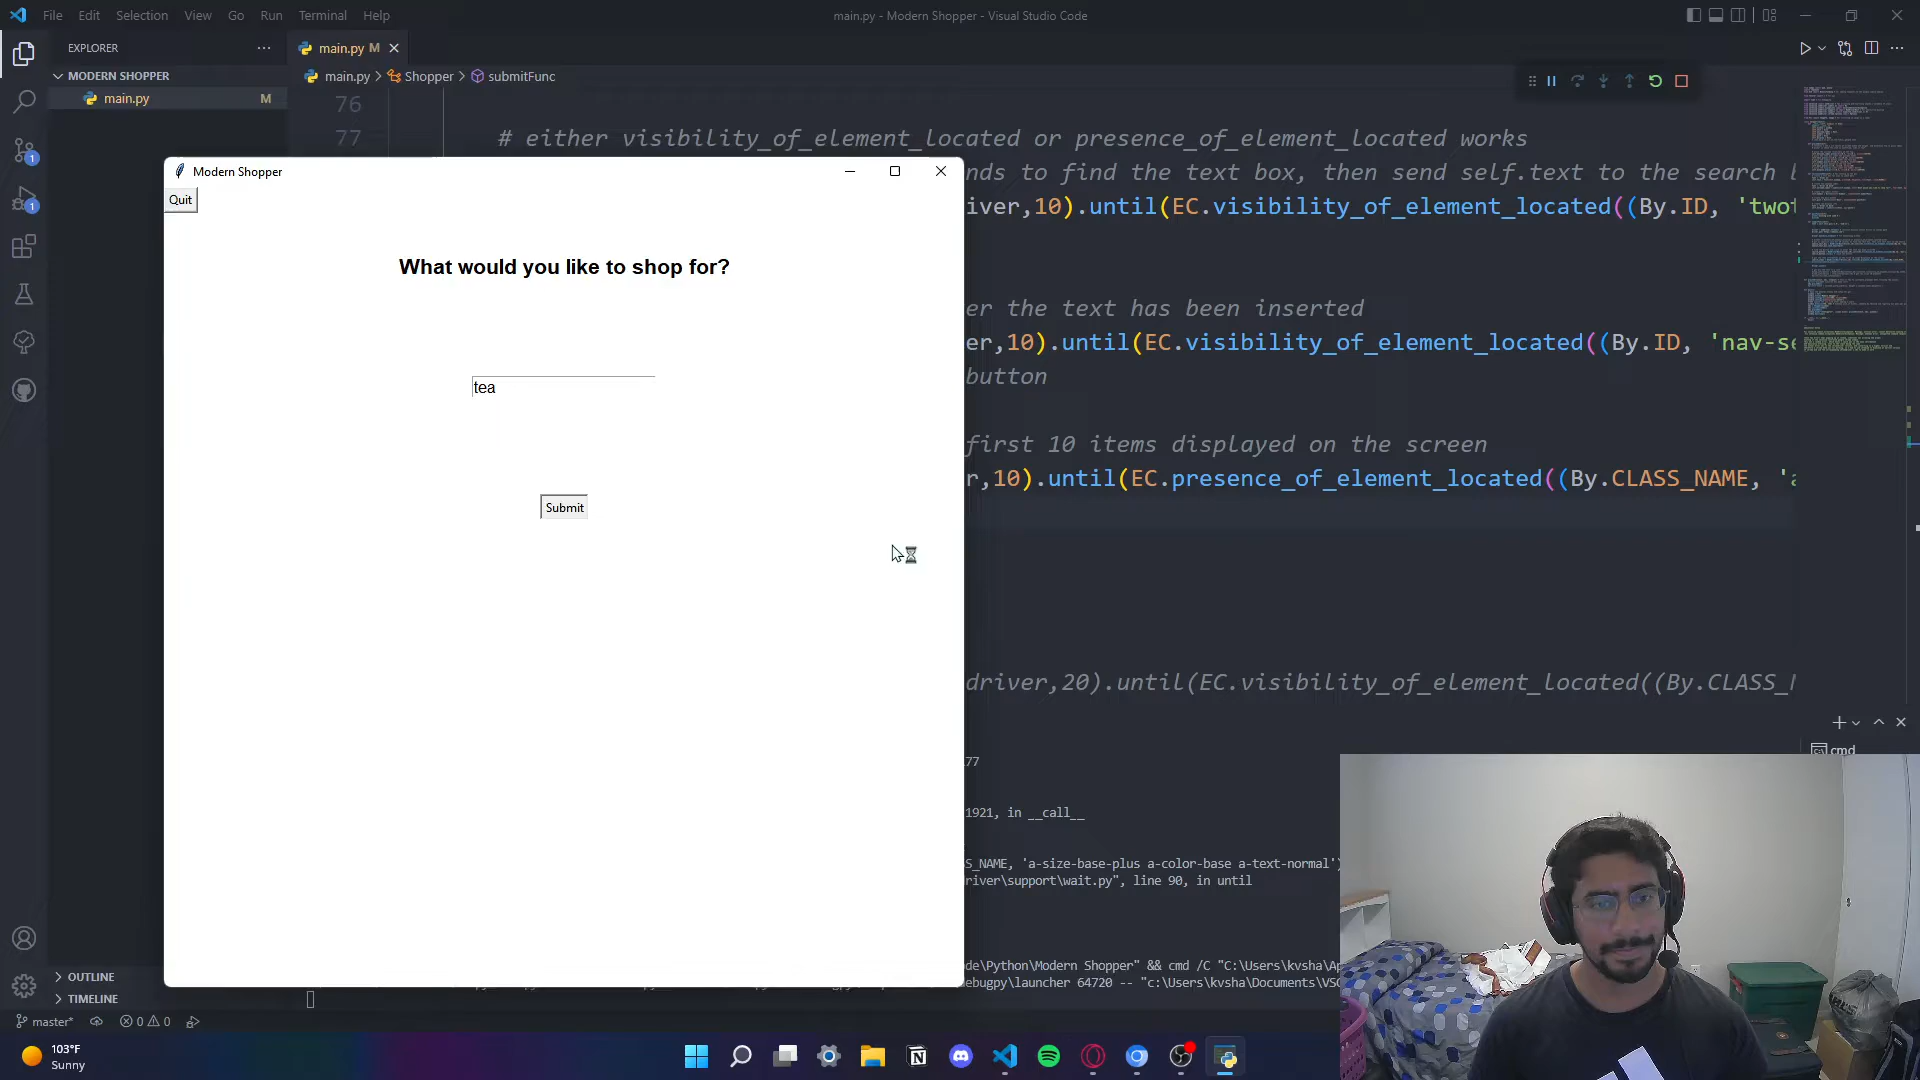 File Edit Selection View Go Run Terminal Help
main.py - Modern Shopper - Visual Studio Code
EXPLORER
main.py M
MODERN SHOPPER
main.py M
main.py > Shopper > submitFunc
76
77
# either visibility_of_element_located or presence_of_element_located works
nds to find the text box, then send self.text to the search
iver,10).until(EC.visibility_of_element_located((By.ID, 'twot
er the text has been inserted
er,10).until(EC.visibility_of_element_located((By.ID, 'nav-se
button
first 10 items displayed on the screen
r,10).until(EC.presence_of_element_located((By.CLASS_NAME, 'a
driver,20).until(EC.visibility_of_element_located((By.CLASS_N
Modern Shopper
Quit
What would you like to shop for?
tea
Submit
cmd
77
1921, in __call__
S_NAME, 'a-size-base-plus a-color-base a-text-normal')
river\support\wait.py", line 90, in until
de\Python\Modern Shopper" && cmd /C "C:\Users\kvsha\Ap
debugpy\launcher 64720 -- "c:\Users\kvsha\Documents\VSC
OUTLINE
TIMELINE
master* 0 0
1
1
103°F
Sunny